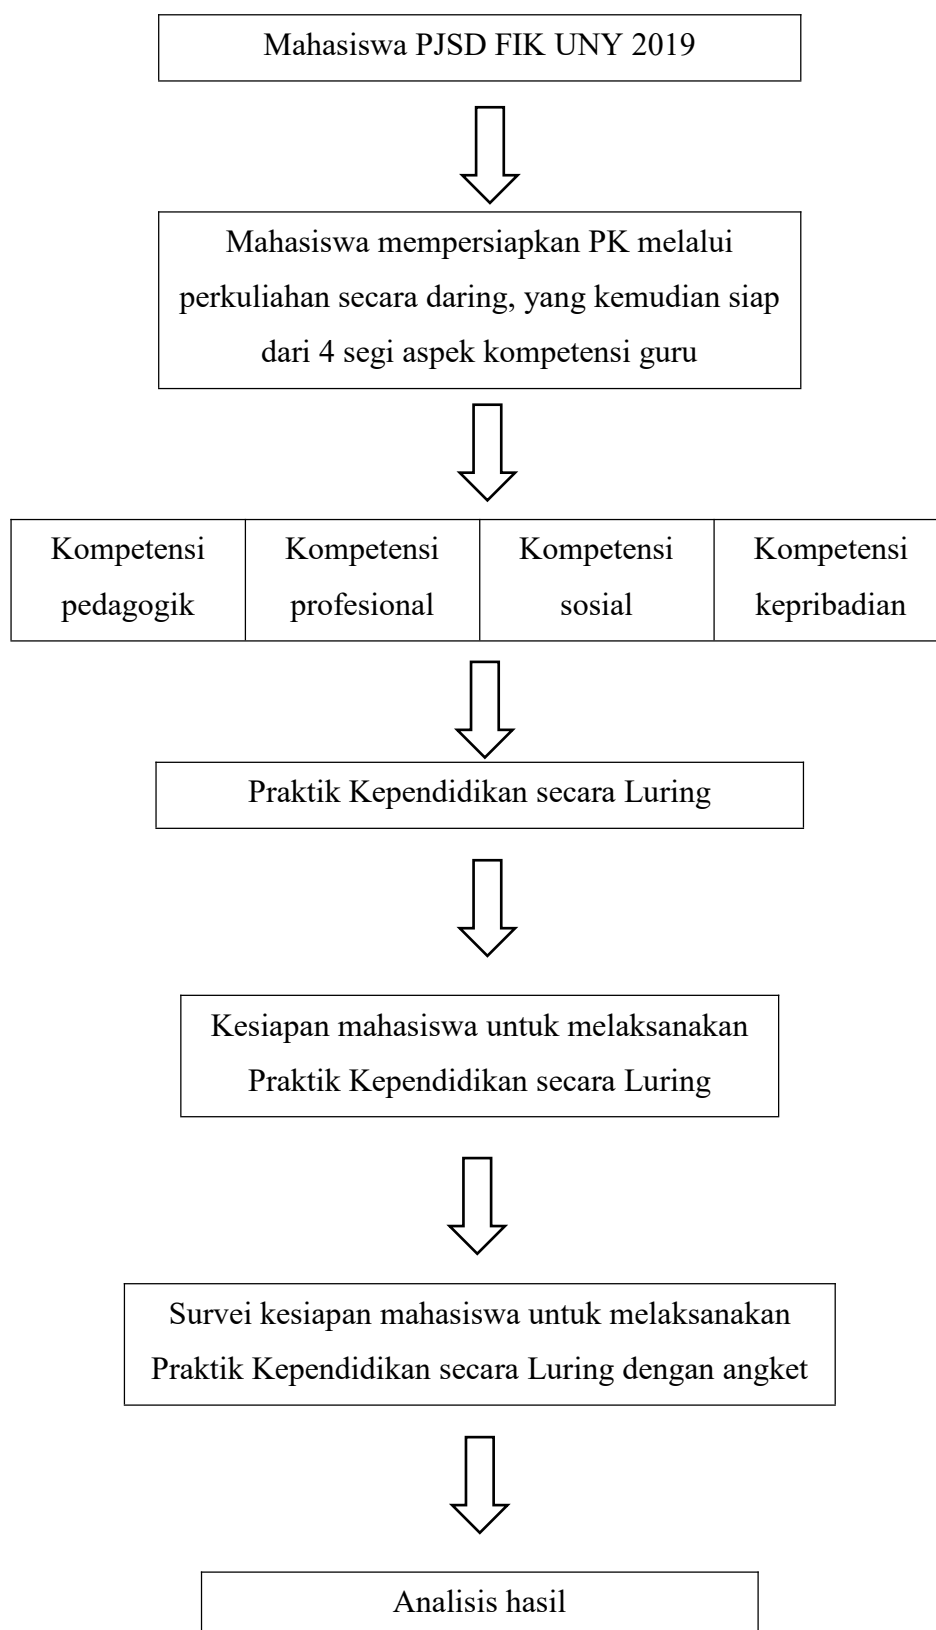 Mahasiswa PJSD FIK UNY 2019
Mahasiswa mempersiapkan PK melalui
perkuliahan secara daring, yang kemudian siap
dari 4 segi aspek kompetensi guru
Kompetensi
pedagogik
Kompetensi
profesional
Kompetensi
sosial
Kompetensi
kepribadian
Praktik Kependidikan secara Luring
Kesiapan mahasiswa untuk melaksanakan
Praktik Kependidikan secara Luring
Survei kesiapan mahasiswa untuk melaksanakan
Praktik Kependidikan secara Luring dengan angket
Analisis hasil